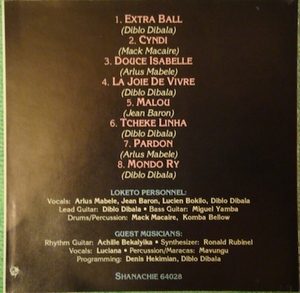 1. EXTRA BALL
(Diblo Dibala)
2. CYNDI
(Mack Macaire)
3. DOUCE ISABELLE
(Arlus Mabele)
4. LA JOIE DE VIVRE
(Diblo Dibala)
5. MALOU
(Jean Baron)
6. TCHEKE LINHA
(Diblo Dibala)
7. PARDON
(Arlus Mabele)
8. MONDO RY
(Diblo Dibala)
LOKETO PERSONNEL:
Vocals: Arlus Mabele, Jean Baron, Lucien Bokilo, Diblo Dibala
Lead Guitar: Diblo Dibala • Bass Guitar: Miguel Yamba
Drums/Percussion: Mack Macaire, Komba Bellow
GUEST MUSICIANS:
Rhythm Guitar: Achille Bekalyika • Synthesizer: Ronald Rubinel
Vocals: Luciana • Percussion/Maracas: Mavungu
Programming: Denis Hekimian, Diblo Dibala
SHANACHIE 64028